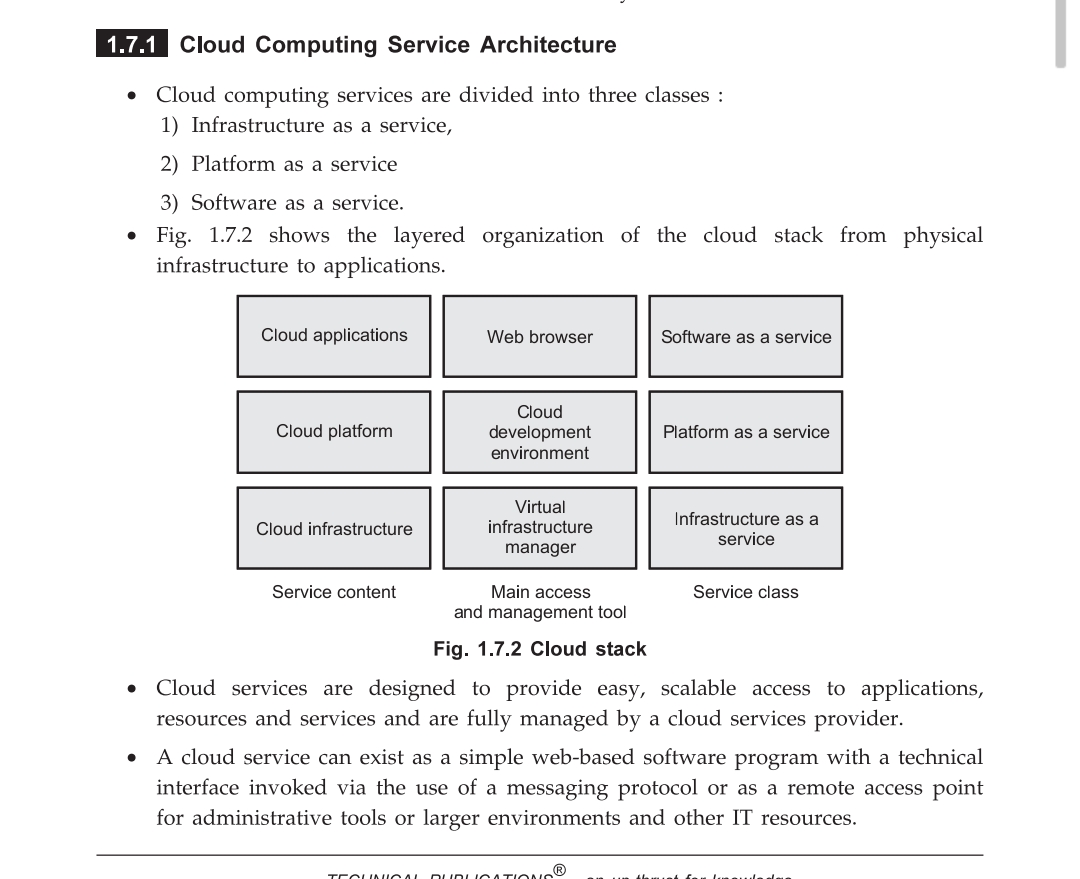 1.7.1 Cloud Computing Service Architecture
• Cloud computing services are divided into three classes :
1) Infrastructure as a service,
2) Platform as a service
3) Software as a service.
• Fig. 1.7.2 shows the layered organization of the cloud stack from physical
infrastructure to applications.
Cloud applications
Web browser
Software as a service
Cloud platform
Cloud
development
environment
Platform as a service
Cloud infrastructure
Virtual
infrastructure
manager
Infrastructure as a
service
Service content
Main access
and management tool
Service class
Fig. 1.7.2 Cloud stack
• Cloud services are designed to provide easy, scalable access to applications,
resources and services and are fully managed by a cloud services provider.
• A cloud service can exist as a simple web-based software program with a technical
interface invoked via the use of a messaging protocol or as a remote access point
for administrative tools or larger environments and other IT resources.
TECHNICAL PUBLICATIONS® - an up-thrust for knowledge